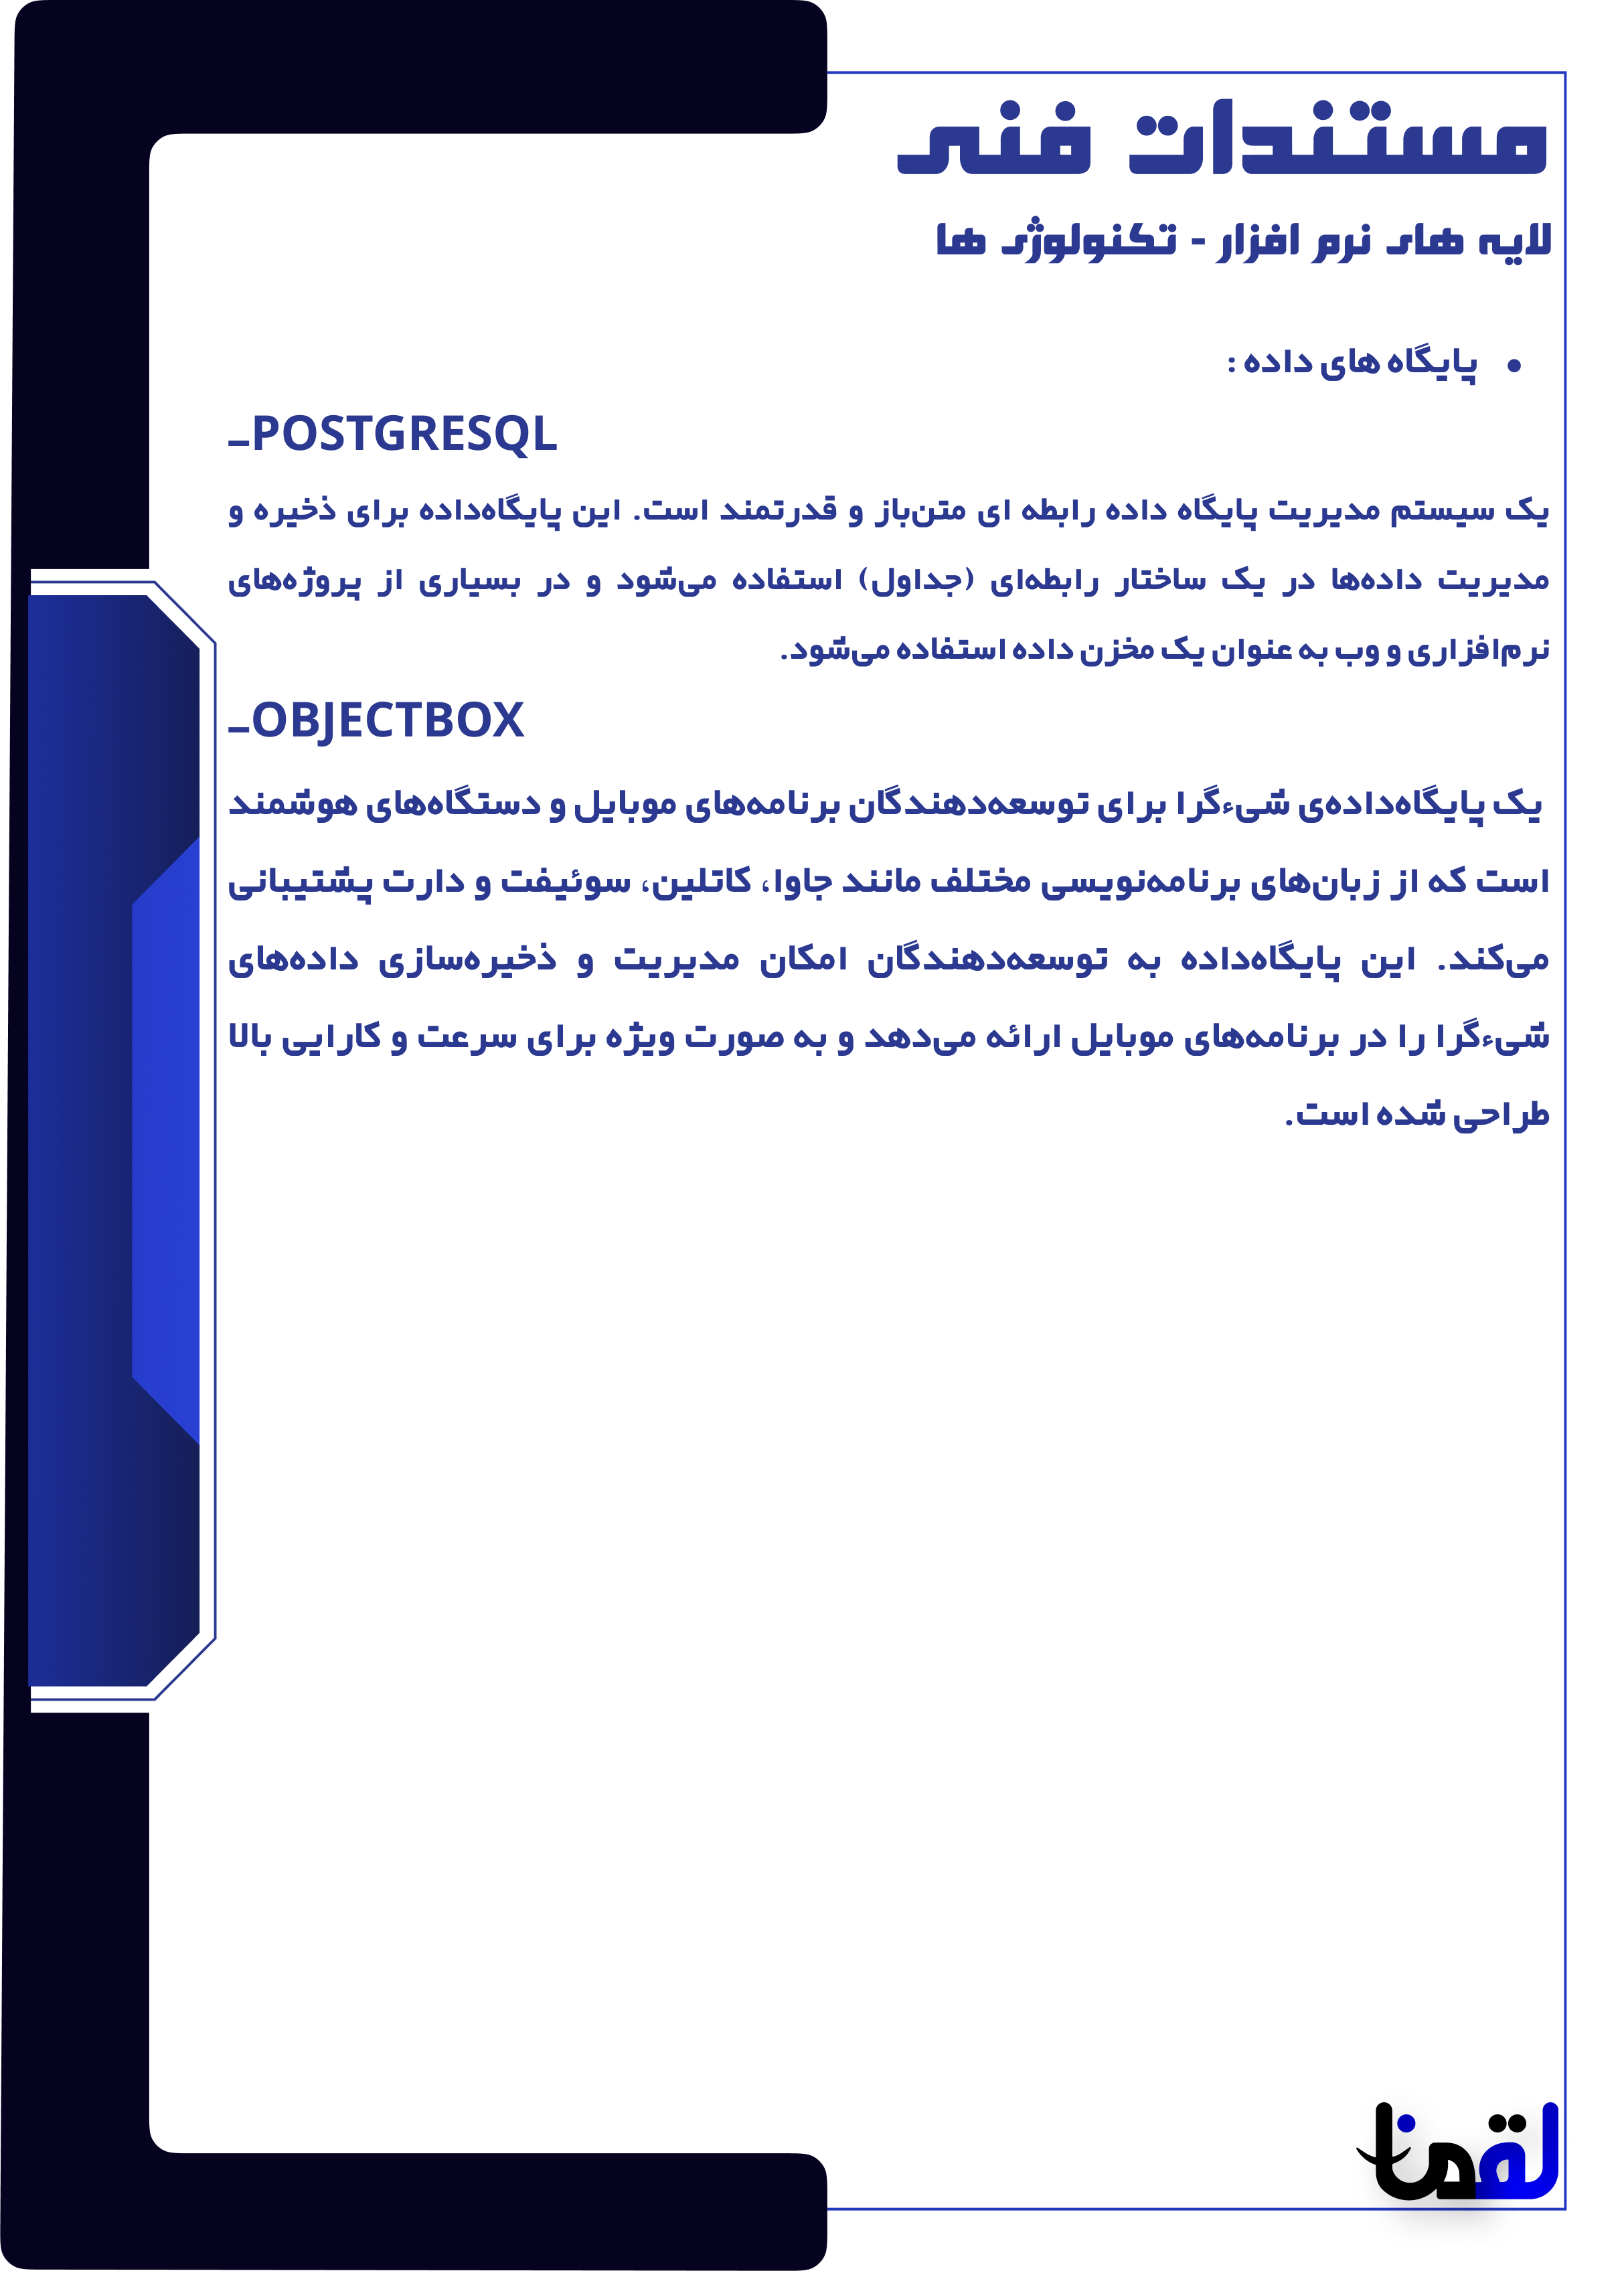 مستندات فنی
لایه های نرم افزار - تکنولوژی ها
• پایگاه های داده :
–POSTGRESQL
یک سیستم مدیریت پایگاه داده رابطه ای متن‌باز و قدرتمند است. این پایگاه‌داده برای ذخیره و
مدیریت داده‌ها در یک ساختار رابطه‌ای (جداول) استفاده می‌شود و در بسیاری از پروژه‌های
نرم‌افزاری و وب به عنوان یک مخزن داده استفاده می‌شود.
–OBJECTBOX
یک پایگاه‌داده‌ی شیءگرا برای توسعه‌دهندگان برنامه‌های موبایل و دستگاه‌های هوشمند
است که از زبان‌های برنامه‌نویسی مختلف مانند جاوا، کاتلین، سوئیفت و دارت پشتیبانی
می‌کند. این پایگاه‌داده به توسعه‌دهندگان امکان مدیریت و ذخیره‌سازی داده‌های
شیءگرا را در برنامه‌های موبایل ارائه می‌دهد و به صورت ویژه برای سرعت و کارایی بالا
طراحی شده است.